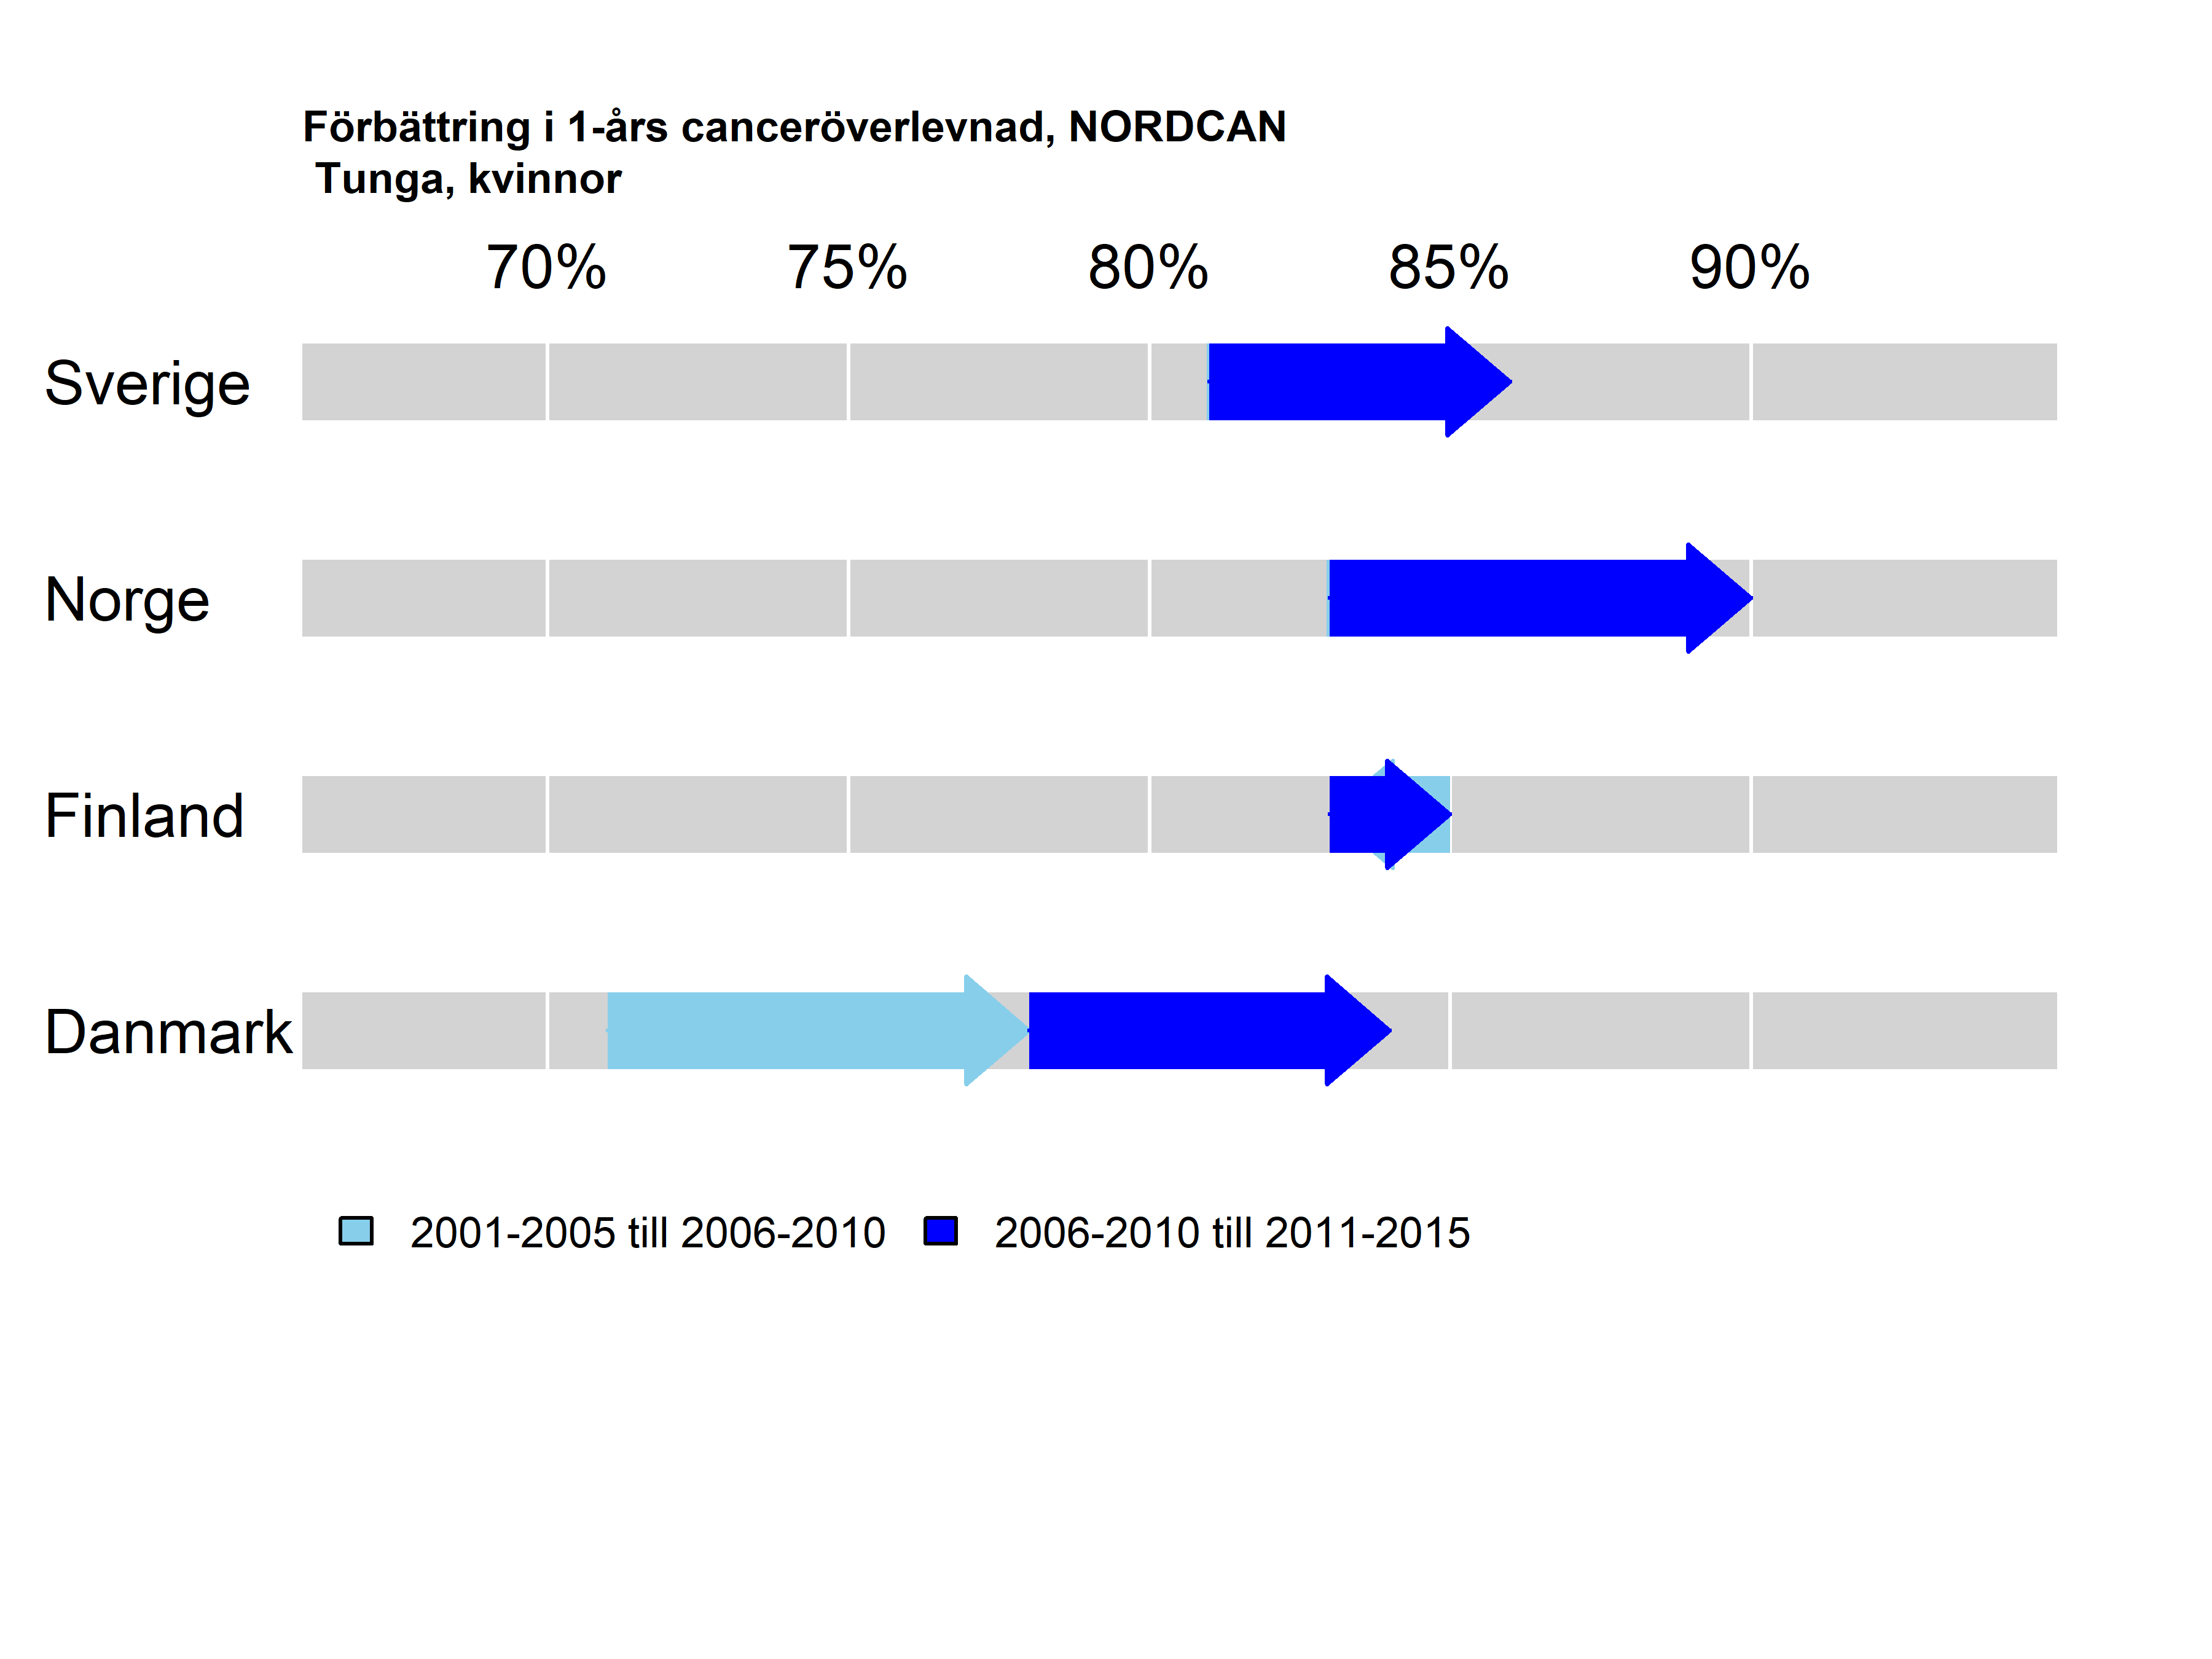 Förbättring i 1-års canceröverlevnad, NORDCAN
Tunga, kvinnor
70% 75% 80% 85% 90%
Sverige
Norge
Finland
Danmark
2001-2005 till 2006-2010 2006-2010 till 2011-2015